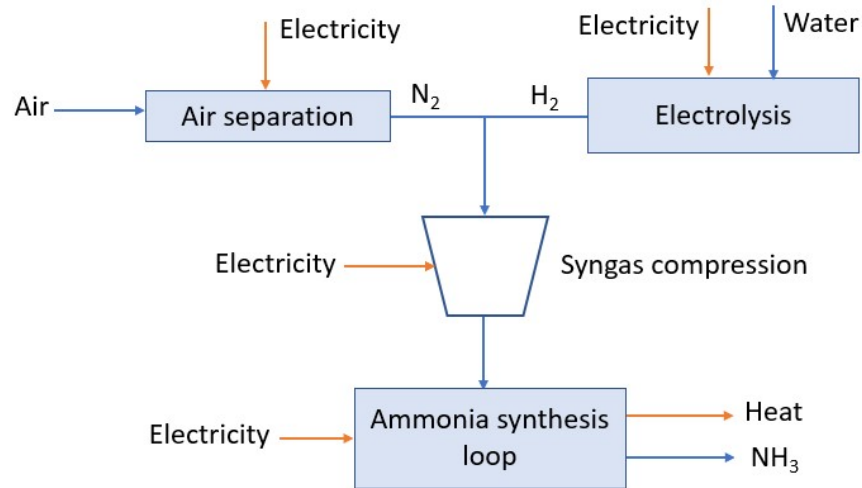 Electricity
Electricity
Water
Air
Air separation
N₂
H₂
Electrolysis
Electricity
Syngas compression
Electricity
Ammonia synthesis
loop
Heat
NH₃